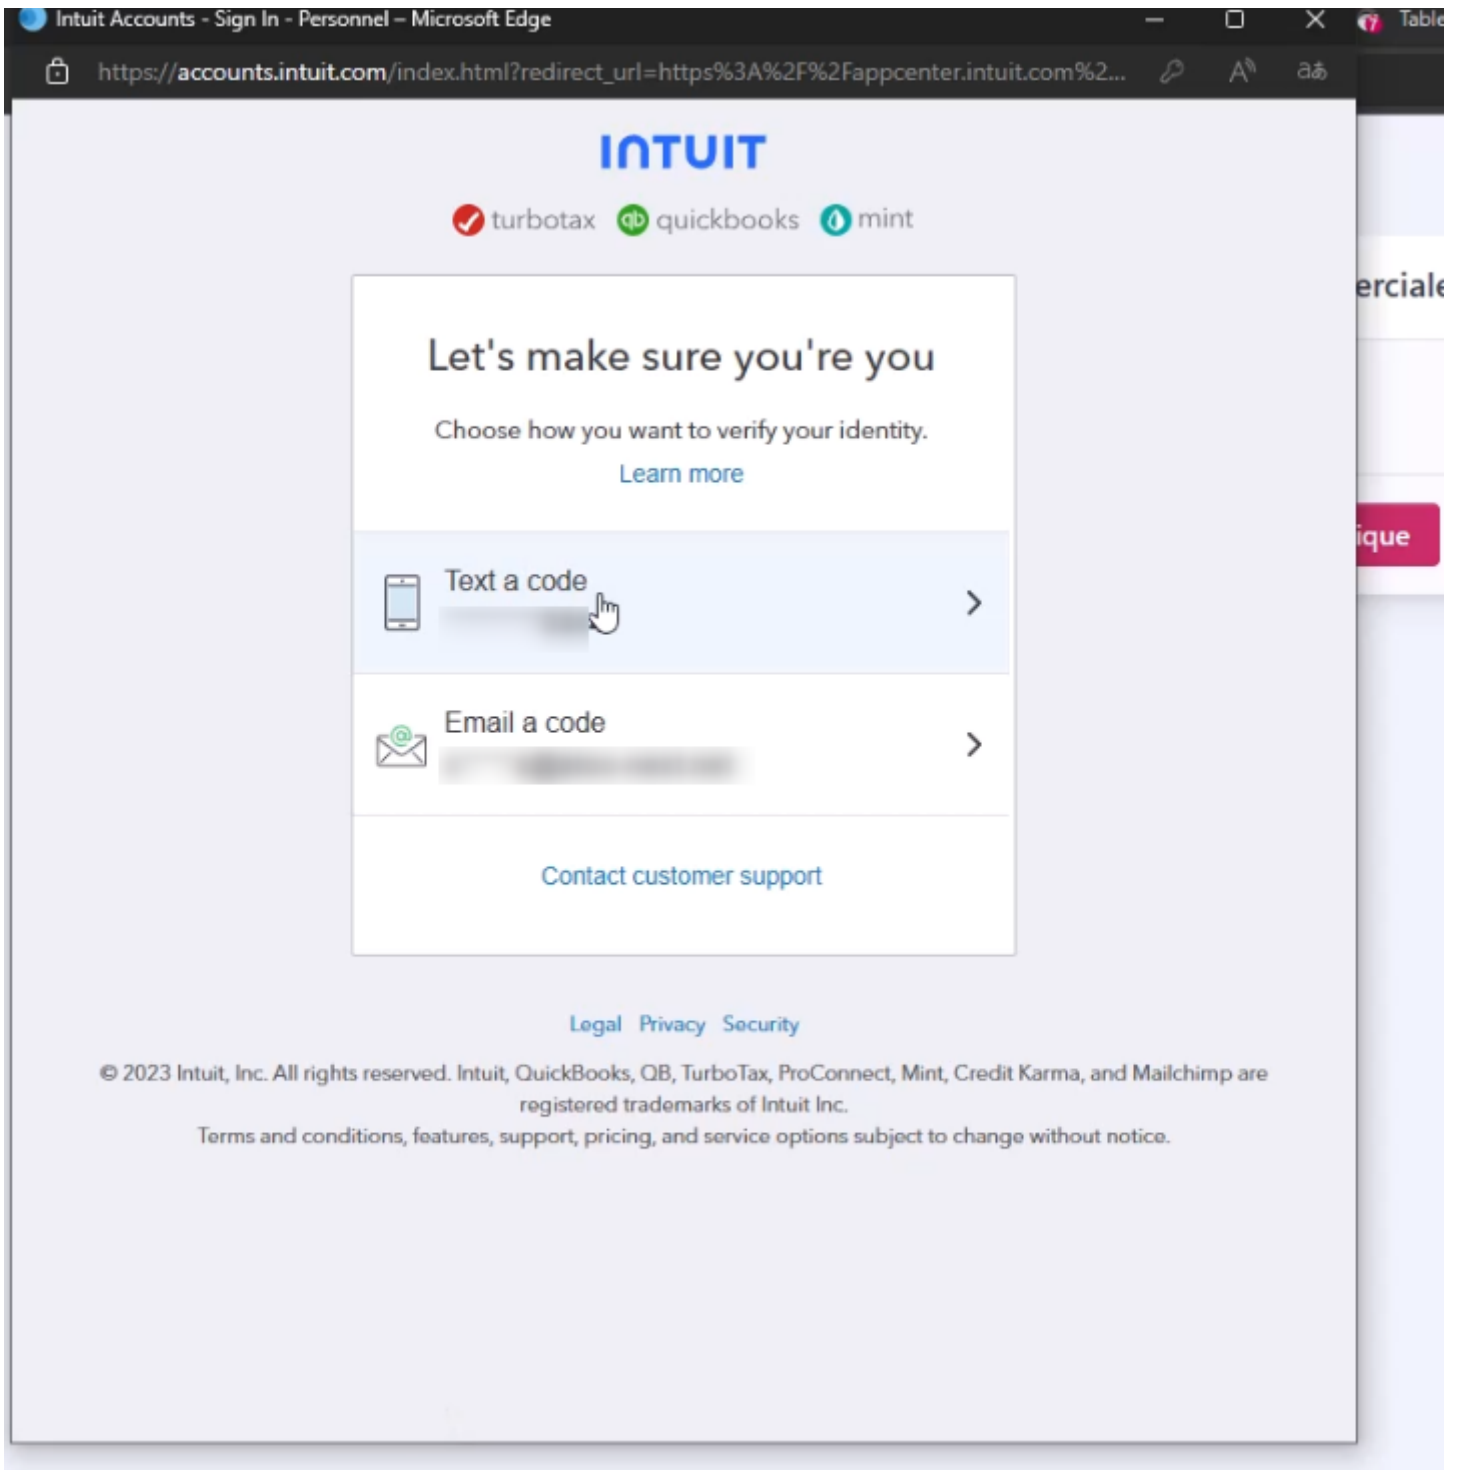 Intuit Accounts - Sign In - Personnel – Microsoft Edge
Table
https://accounts.intuit.com/index.html?redirect_url=https%3A%2F%2Fappcenter.intuit.com%2...
A
aあ
INTUIT
turbotax qb quickbooks mint
erciale
Let's make sure you're you
Choose how you want to verify your identity.
Learn more
ique
Text a code
Email a code
Contact customer support
Legal Privacy Security
© 2023 Intuit, Inc. All rights reserved. Intuit, QuickBooks, QB, TurboTax, ProConnect, Mint, Credit Karma, and Mailchimp are
registered trademarks of Intuit Inc.
Terms and conditions, features, support, pricing, and service options subject to change without notice.